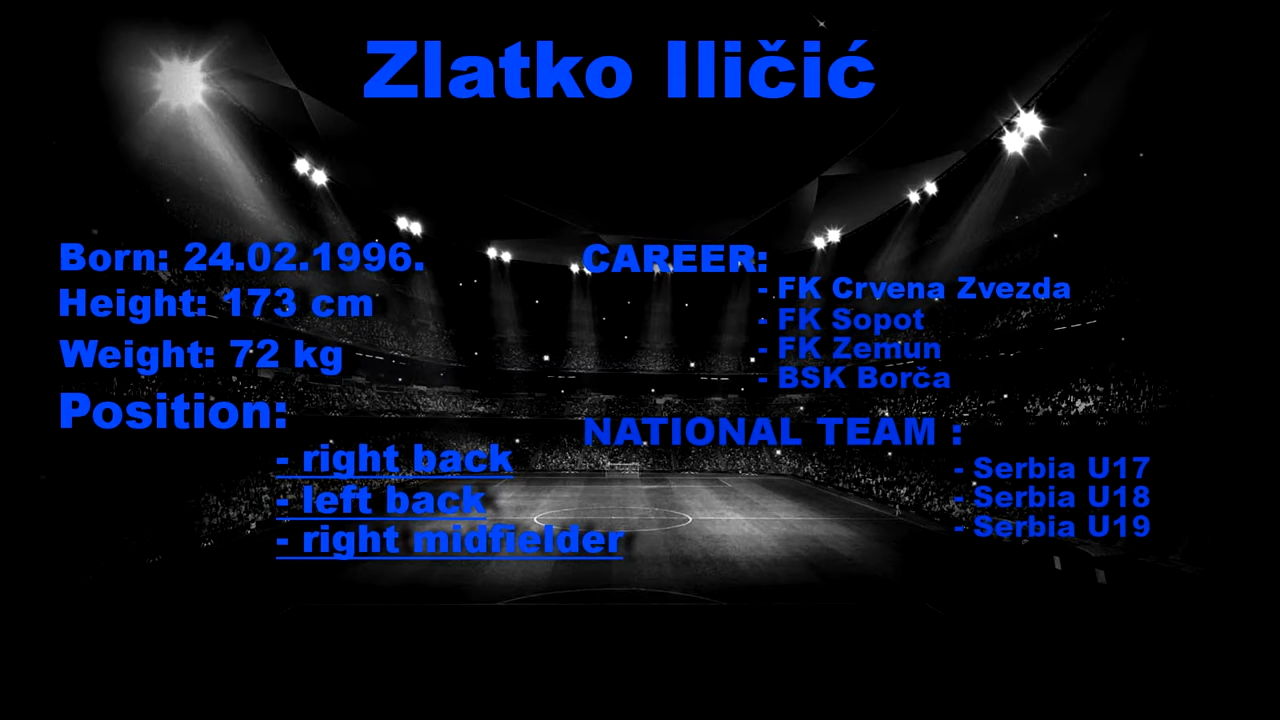 Zlatko Iličić
Born: 24.02.1996.
Height: 173 cm
Weight: 72 kg
Position:
- right back
- left back
- right midfielder
CAREER:
- FK Crvena Zvezda
- FK Sopot
- FK Zemun
- BSK Borča
NATIONAL TEAM :
- Serbia U17
- Serbia U18
- Serbia U19